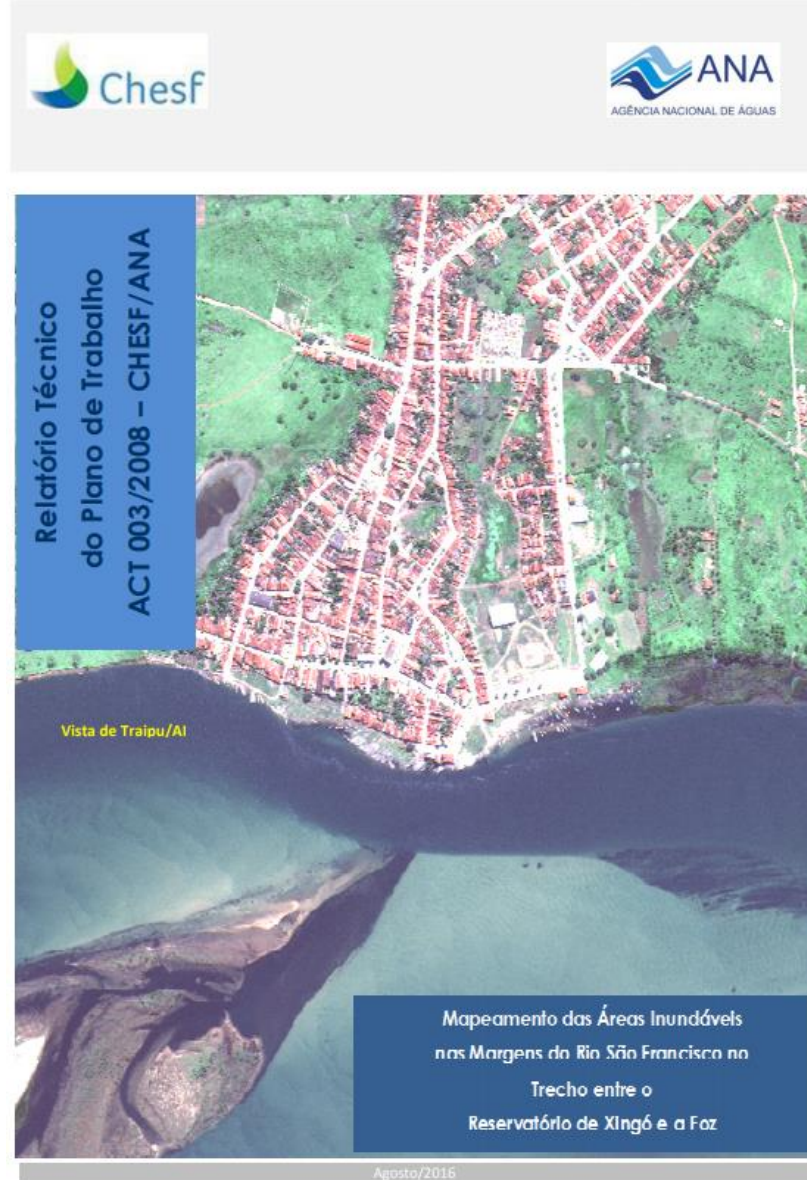 Chesf
ANA
AGÊNCIA NACIONAL DE ÁGUAS
Relatório Técnico
do Plano de Trabalho
ACT 003/2008 – CHESF/ANA
Vista de Traipu/Al
Mapeamento das Áreas Inundáveis
nas Margens do Rio São Francisco no
Trecho entre o
Reservatório de Xingó e a Foz
Agosto/2016